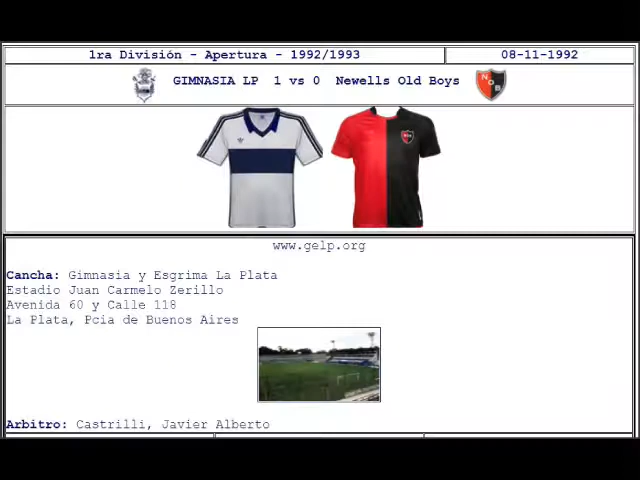 1ra División - Apertura - 1992/1993
08-11-1992
GIMNASIA LP 1 vs 0 Newells Old Boys
NOB
www.gelp.org
Cancha: Gimnasia y Esgrima La Plata
Estadio Juan Carmelo Zerillo
Avenida 60 y Calle 118
La Plata, Pcia de Buenos Aires
Arbitro: Castrilli, Javier Alberto